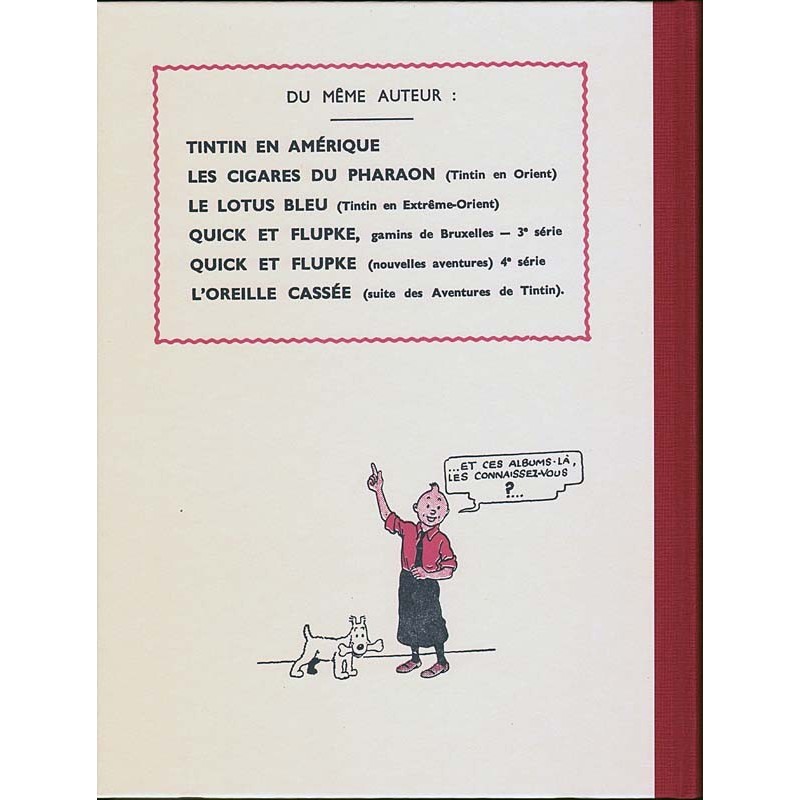 DU MÊME AUTEUR :
TINTIN EN AMÉRIQUE
LES CIGARES DU PHARAON (Tintin en Orient)
LE LOTUS BLEU (Tintin en Extrême-Orient)
QUICK ET FLUPKE, gamins de Bruxelles — 3e série
QUICK ET FLUPKE (nouvelles aventures) 4e série
L'OREILLE CASSÉE (suite des Aventures de Tintin).
...ET CES ALBUMS-LÀ,
LES CONNAISSEZ-VOUS
?...